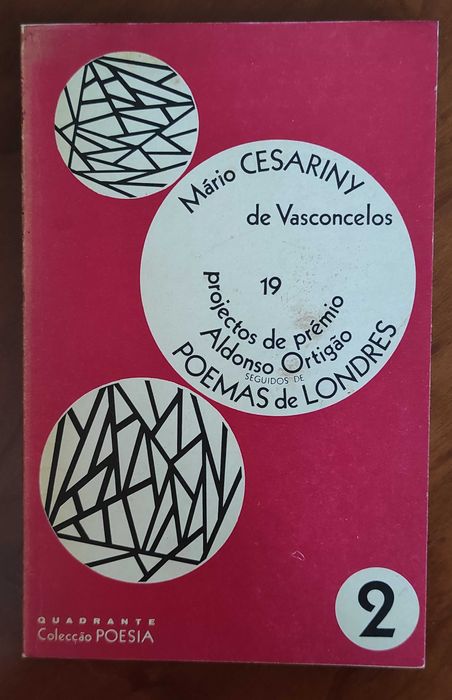 Mário CESARINY
de Vasconcelos
19
projectos de prémio
Aldonso Ortigão
SEGUIDOS DE
POEMAS de LONDRES
QUADRANTE
Colecção POESIA
2